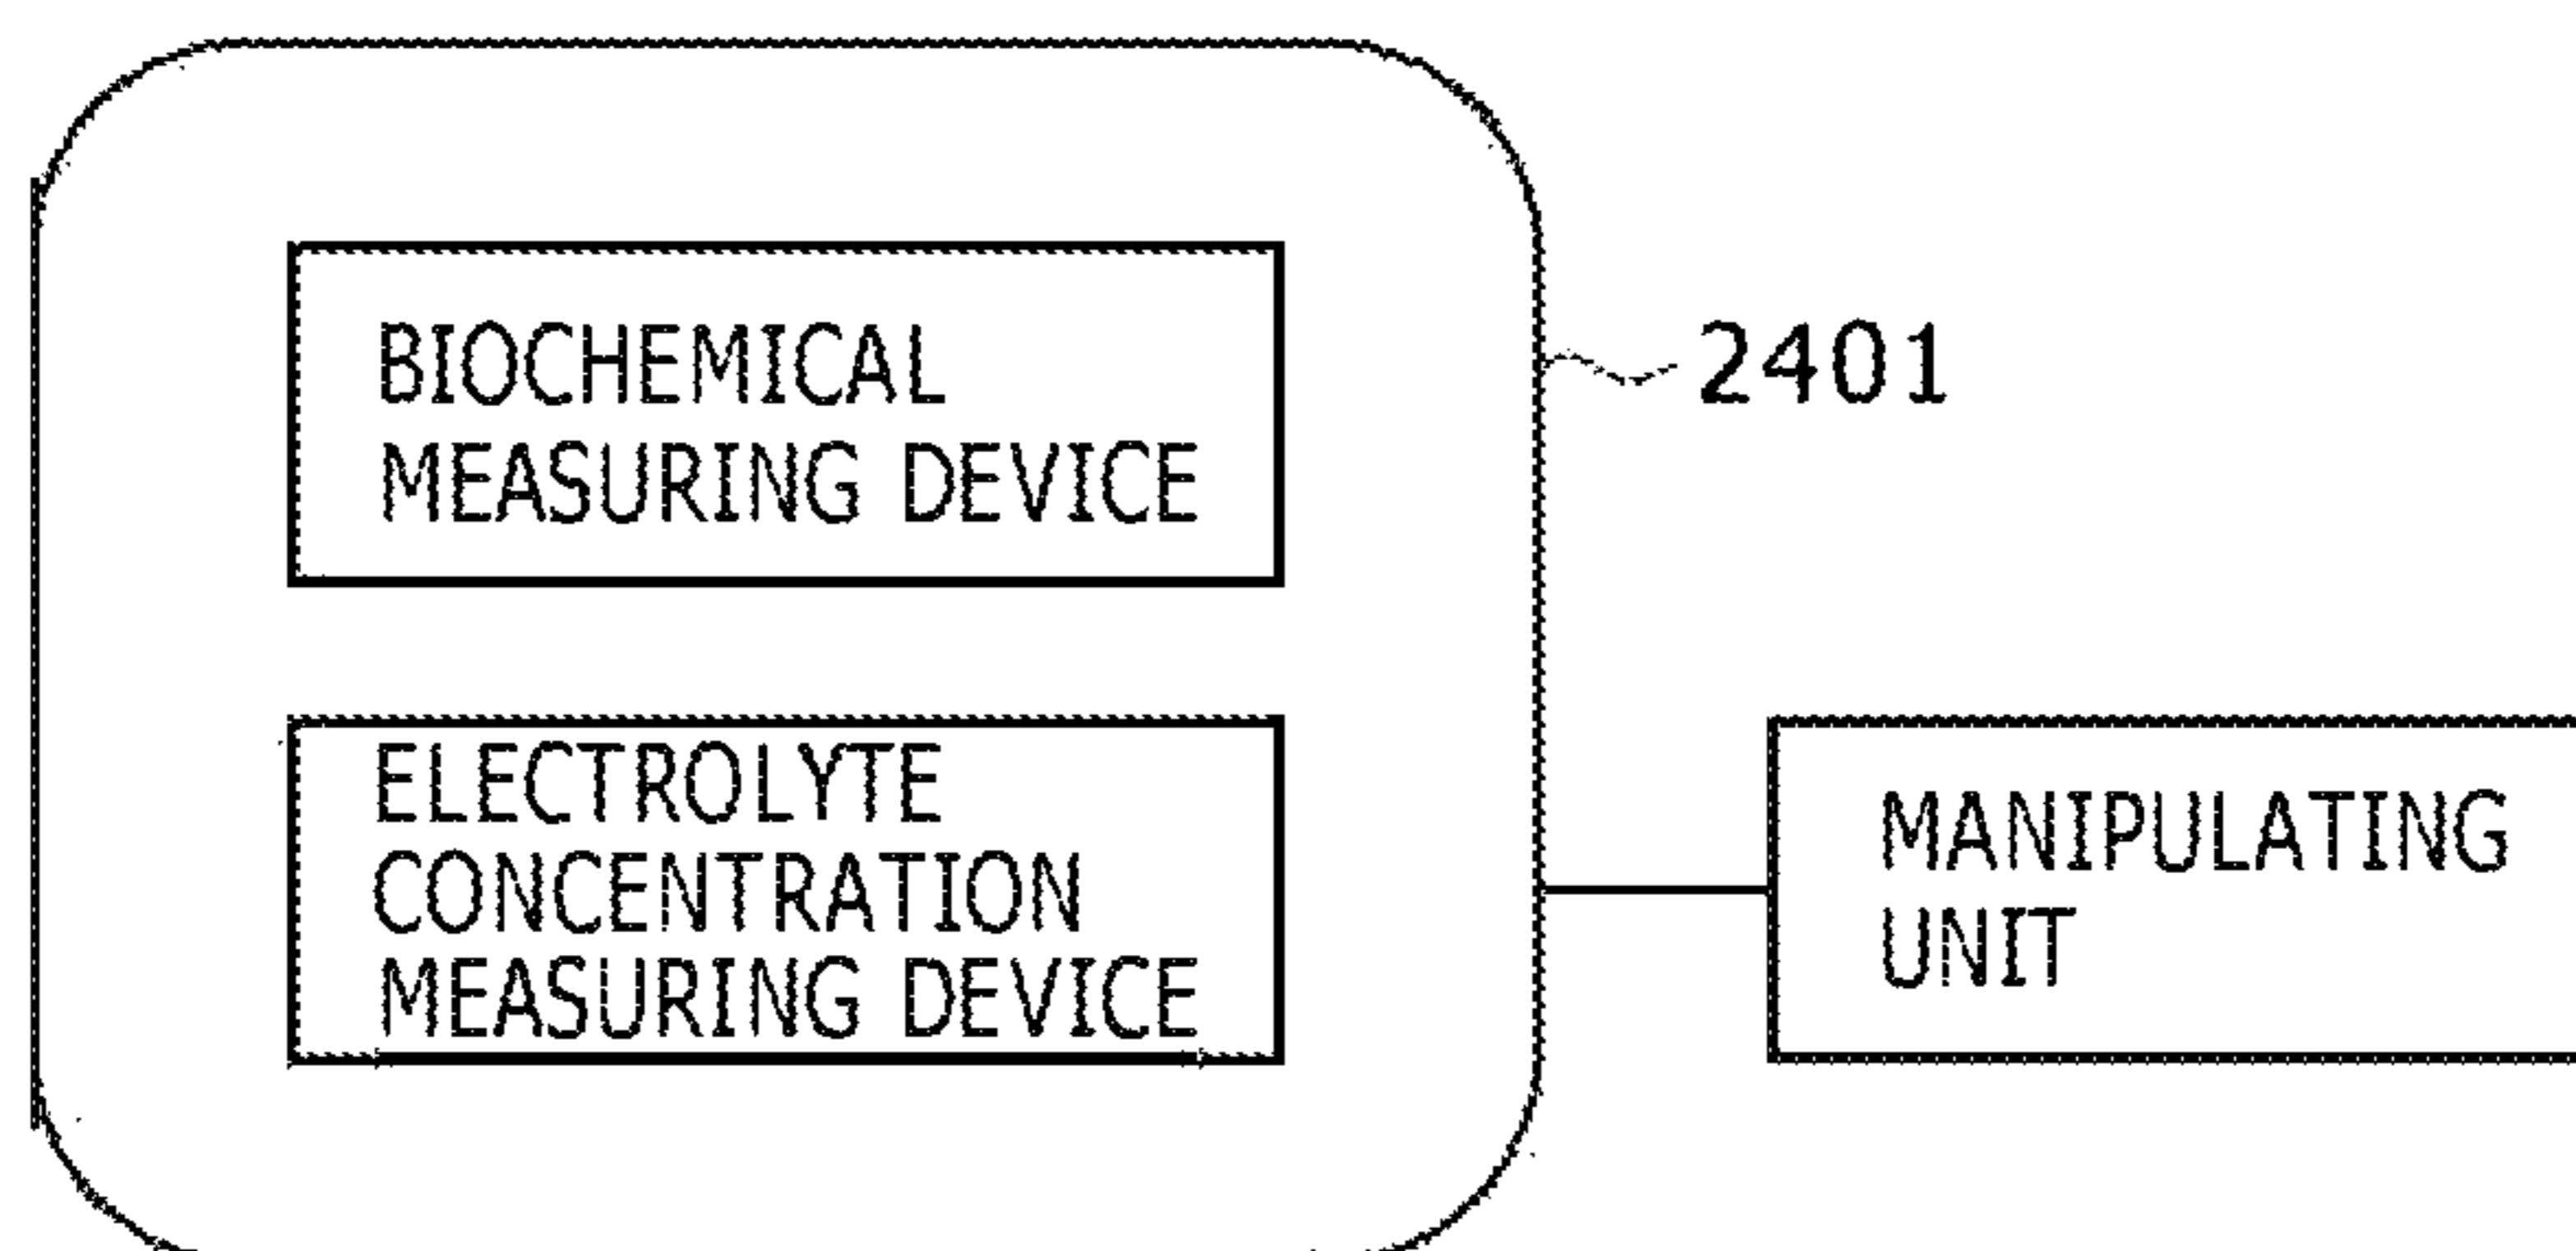 BIOCHEMICAL
MEASURING DEVICE
2401
ELECTROLYTE
CONCENTRATION
MEASURING DEVICE
MANIPULATING
UNIT